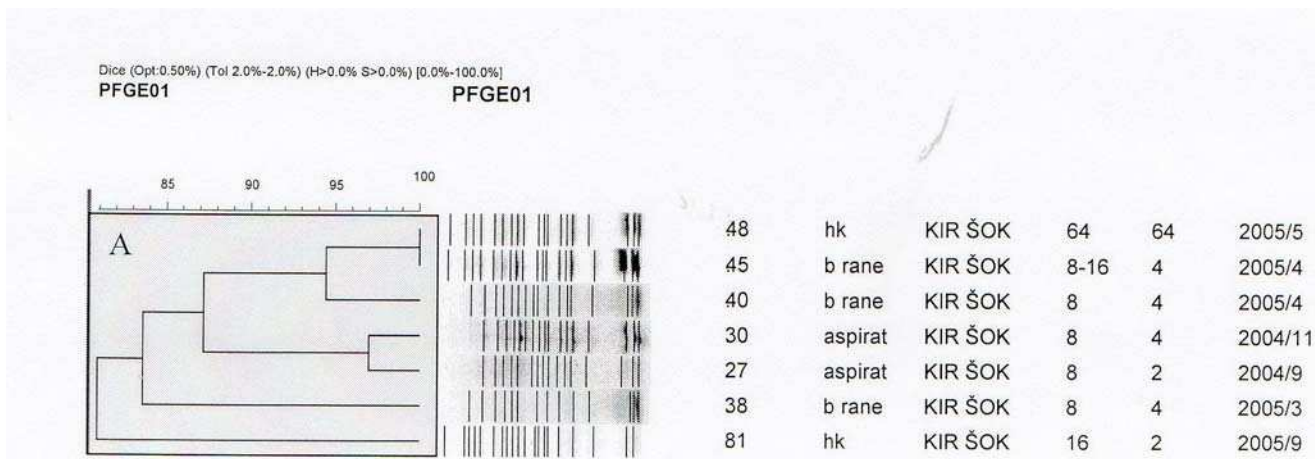 Dice (Opt:0.50%) (Tol 2.0%-2.0%) (H>0.0% S>0.0%) [0.0%-100.0%]
PFGE01 PFGE01
85 90 95 100
A
48 hk KIR ŠOK 64 64 2005/5
45 b rane KIR ŠOK 8-16 4 2005/4
40 b rane KIR ŠOK 8 4 2005/4
30 aspirat KIR ŠOK 8 4 2004/11
27 aspirat KIR ŠOK 8 2 2004/9
38 b rane KIR ŠOK 8 4 2005/3
81 hk KIR ŠOK 16 2 2005/9